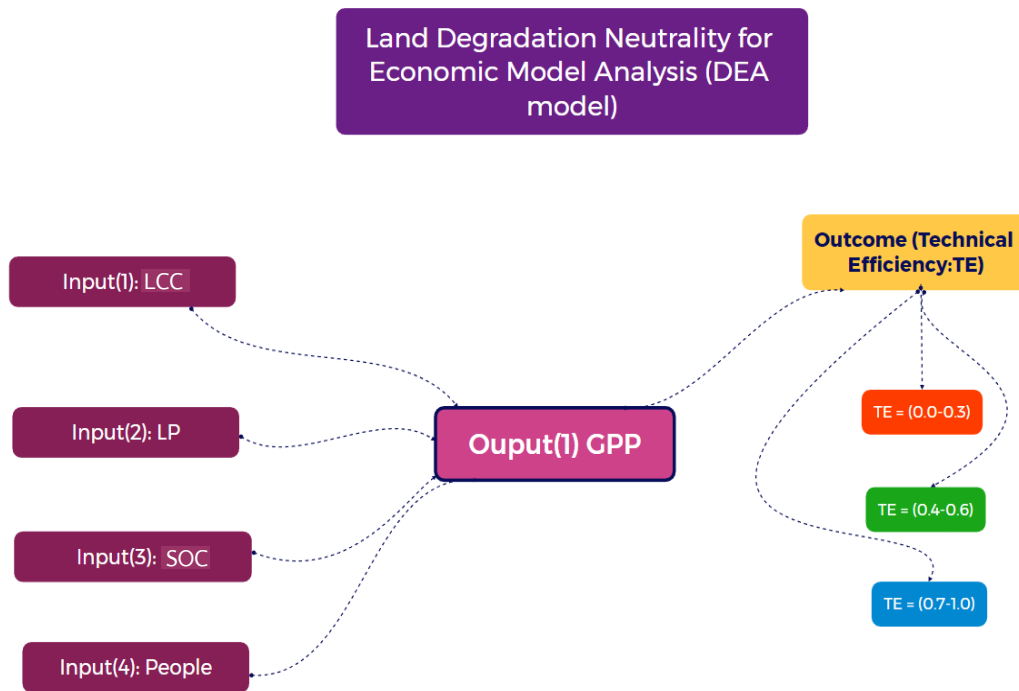 Land Degradation Neutrality for
Economic Model Analysis (DEA
model)
Outcome (Technical
Efficiency:TE)
Input(1): LCC
Input(2): LP
Input(3): SOC
Input(4): People
Ouput(1) GPP
TE = (0.0-0.3)
TE = (0.4-0.6)
TE = (0.7-1.0)